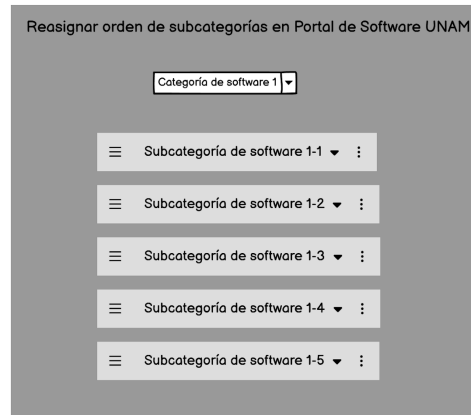 Reasignar orden de subcategorías en Portal de Software UNAM
Categoría de software 1
Subcategoría de software 1-1
Subcategoría de software 1-2
Subcategoría de software 1-3
Subcategoría de software 1-4
Subcategoría de software 1-5